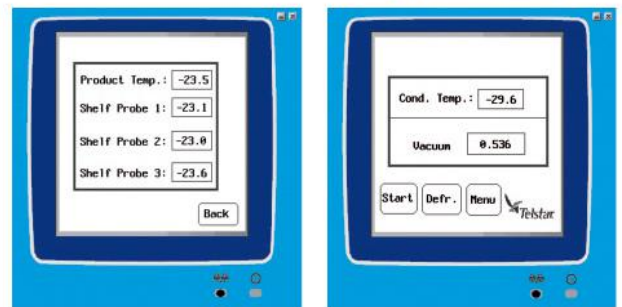 Product Temp.: -23.5
Shelf Probe 1: -23.1
Shelf Probe 2: -23.0
Shelf Probe 3: -23.6
Back
Cond. Temp.: -29.6
Vacuum 0.536
Start Defr. Menu Telstar